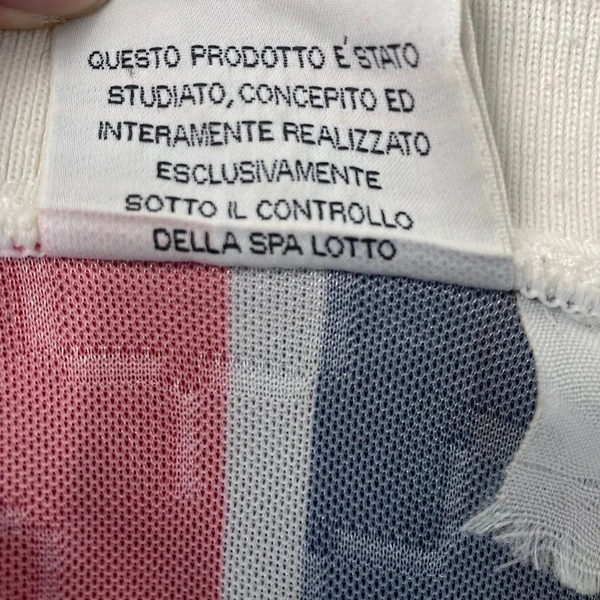 QUESTO PRODOTTO E' STATO
STUDIATO, CONCEPITO ED
INTERAMENTE REALIZZATO
ESCLUSIVAMENTE
SOTTO IL CONTROLLO
DELLA SPA LOTTO